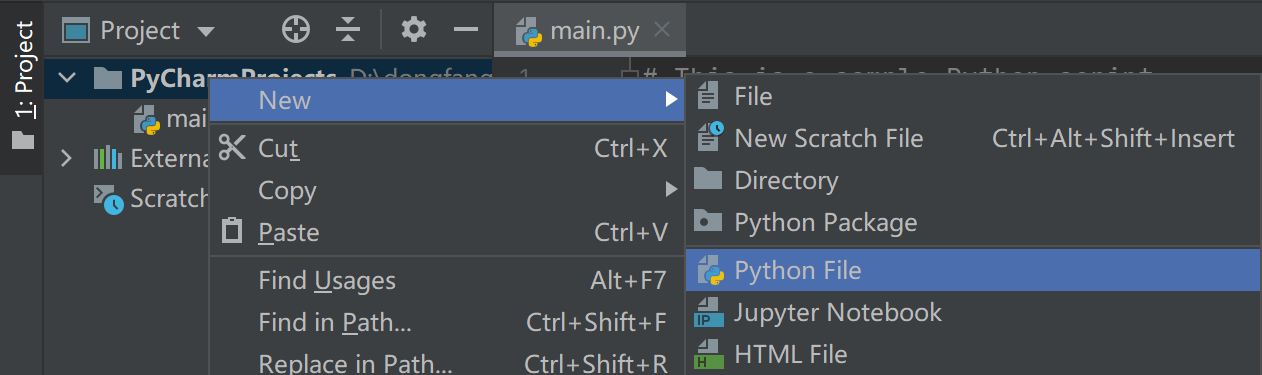 1: Project
Project
main.py
PyCharmProjects D:\dongfang
1 # This is a sample Python script
New
File
mai
New Scratch File Ctrl+Alt+Shift+Insert
Cut Ctrl+X
Externa
Directory
Copy
Scratch
Python Package
Paste Ctrl+V
Python File
Find Usages Alt+F7
Jupyter Notebook
Find in Path... Ctrl+Shift+F
HTML File
Replace in Path... Ctrl+Shift+R